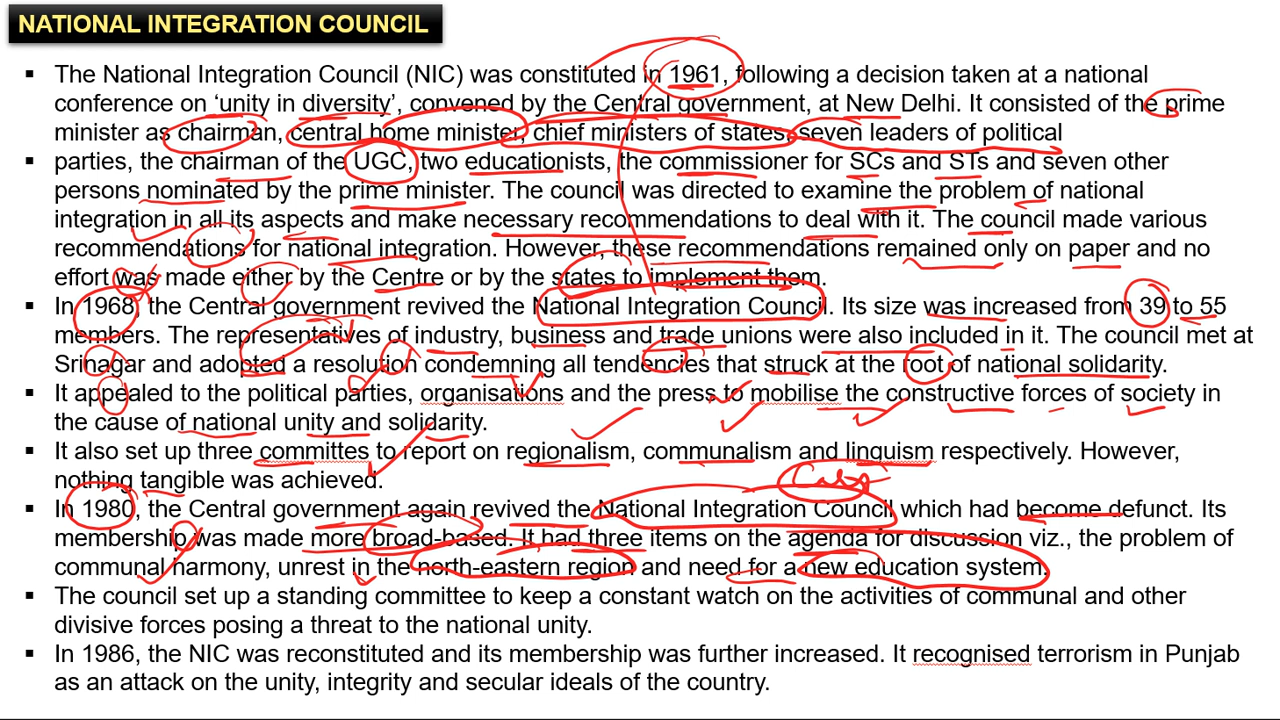 NATIONAL INTEGRATION COUNCIL
▪ The National Integration Council (NIC) was constituted in 1961, following a decision taken at a national
conference on ‘unity in diversity’, convened by the Central government, at New Delhi. It consisted of the prime
minister as chairman, central home minister, chief ministers of states, seven leaders of political
▪ parties, the chairman of the UGC, two educationists, the commissioner for SCs and STs and seven other
persons nominated by the prime minister. The council was directed to examine the problem of national
integration in all its aspects and make necessary recommendations to deal with it. The council made various
recommendations for national integration. However, these recommendations remained only on paper and no
effort was made either by the Centre or by the states to implement them.
▪ In 1968, the Central government revived the National Integration Council. Its size was increased from 39 to 55
members. The representatives of industry, business and trade unions were also included in it. The council met at
Srinagar and adopted a resolution condemning all tendencies that struck at the root of national solidarity.
▪ It appealed to the political parties, organisations and the press to mobilise the constructive forces of society in
the cause of national unity and solidarity.
▪ It also set up three committes to report on regionalism, communalism and linguism respectively. However,
nothing tangible was achieved.
▪ In 1980, the Central government again revived the National Integration Council which had become defunct. Its
membership was made more broad-based. It had three items on the agenda for discussion viz., the problem of
communal harmony, unrest in the north-eastern region and need for a new education system.
▪ The council set up a standing committee to keep a constant watch on the activities of communal and other
divisive forces posing a threat to the national unity.
▪ In 1986, the NIC was reconstituted and its membership was further increased. It recognised terrorism in Punjab
as an attack on the unity, integrity and secular ideals of the country.